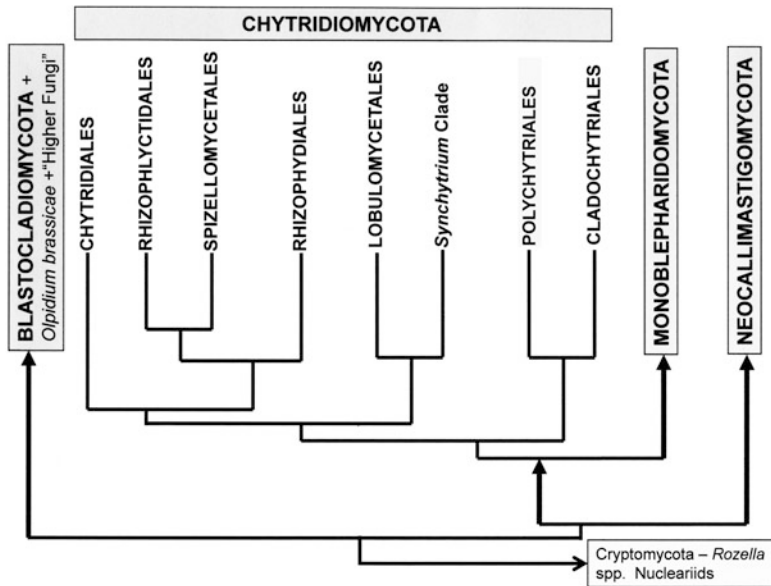 CHYTRIDIOMYCOTA
BLASTOCLADIOMYCOTA +
Olpidium brassicae +"Higher Fungi"
CHYTRIDIALES
RHIZOPHLYCTIDALES
SPIZELLOMYCETALES
RHIZOPHYDIALES
LOBULOMYCETALES
Synchytrium Clade
POLYCHYTRIALES
CLADOCHYTRIALES
MONOBLEPHARIDOMYCOTA
NEOCALLIMASTIGOMYCOTA
Cryptomycota – Rozella
spp. Nucleariids